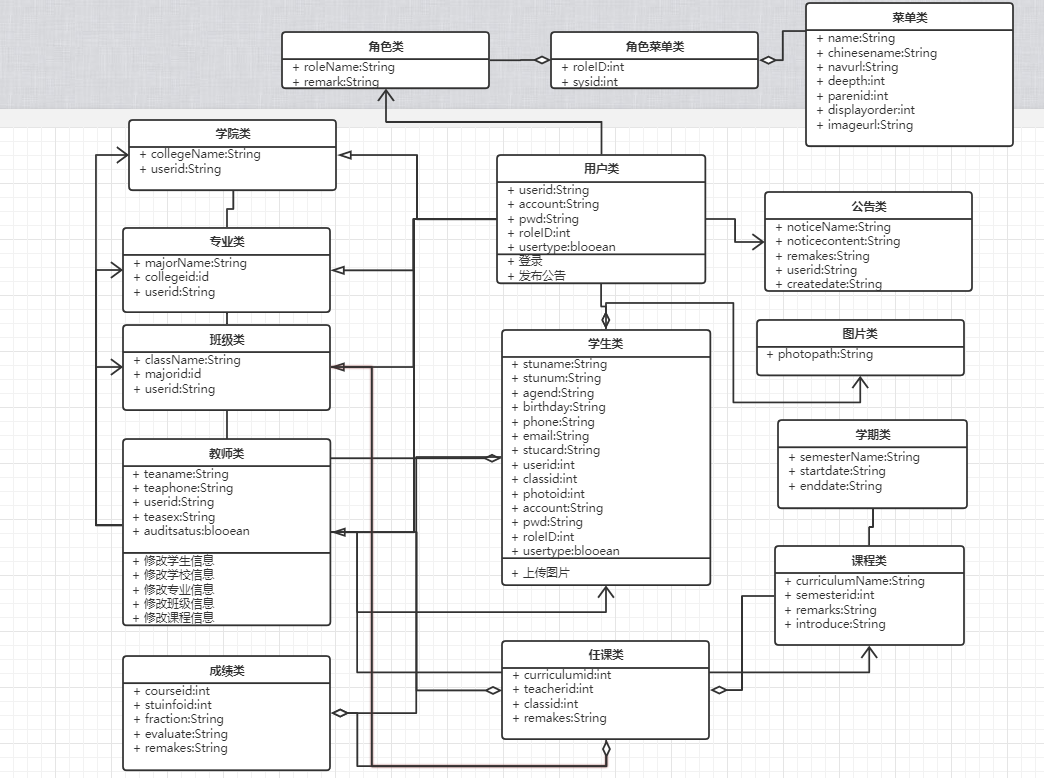 角色类
+ roleName:String
+ remark:String
角色菜单类
+ roleID:int
+ sysid:int
菜单类
+ name:String
+ chinesename:String
+ navurl:String
+ deepth:int
+ parenid:int
+ displayorder:int
+ imageurl:String
学院类
+ collegeName:String
+ userid:String
用户类
+ userid:String
+ account:String
+ pwd:String
+ roleID:int
+ usertype:blooean
+ 登录
+ 发布公告
公告类
+ noticeName:String
+ noticecontent:String
+ remakes:String
+ userid:String
+ createdate:String
专业类
+ majorName:String
+ collegeid:id
+ userid:String
班级类
+ className:String
+ majorid:id
+ userid:String
学生类
+ stuname:String
+ stunum:String
+ agend:String
+ birthday:String
+ phone:String
+ email:String
+ stucard:String
+ userid:int
+ classid:int
+ photoid:int
+ account:String
+ pwd:String
+ roleID:int
+ usertype:blooean
+ 上传图片
图片类
+ photopath:String
学期类
+ semesterName:String
+ startdate:String
+ enddate:String
教师类
+ teaname:String
+ teaphone:String
+ userid:String
+ teasex:String
+ auditsatus:blooean
+ 修改学生信息
+ 修改学校信息
+ 修改专业信息
+ 修改班级信息
+ 修改课程信息
课程类
+ curriculumName:String
+ semesterid:int
+ remarks:String
+ introduce:String
成绩类
+ courseid:int
+ stuinfoid:int
+ fraction:String
+ evaluate:String
+ remakes:String
任课类
+ curriculumid:int
+ teacherid:int
+ classid:int
+ remakes:String